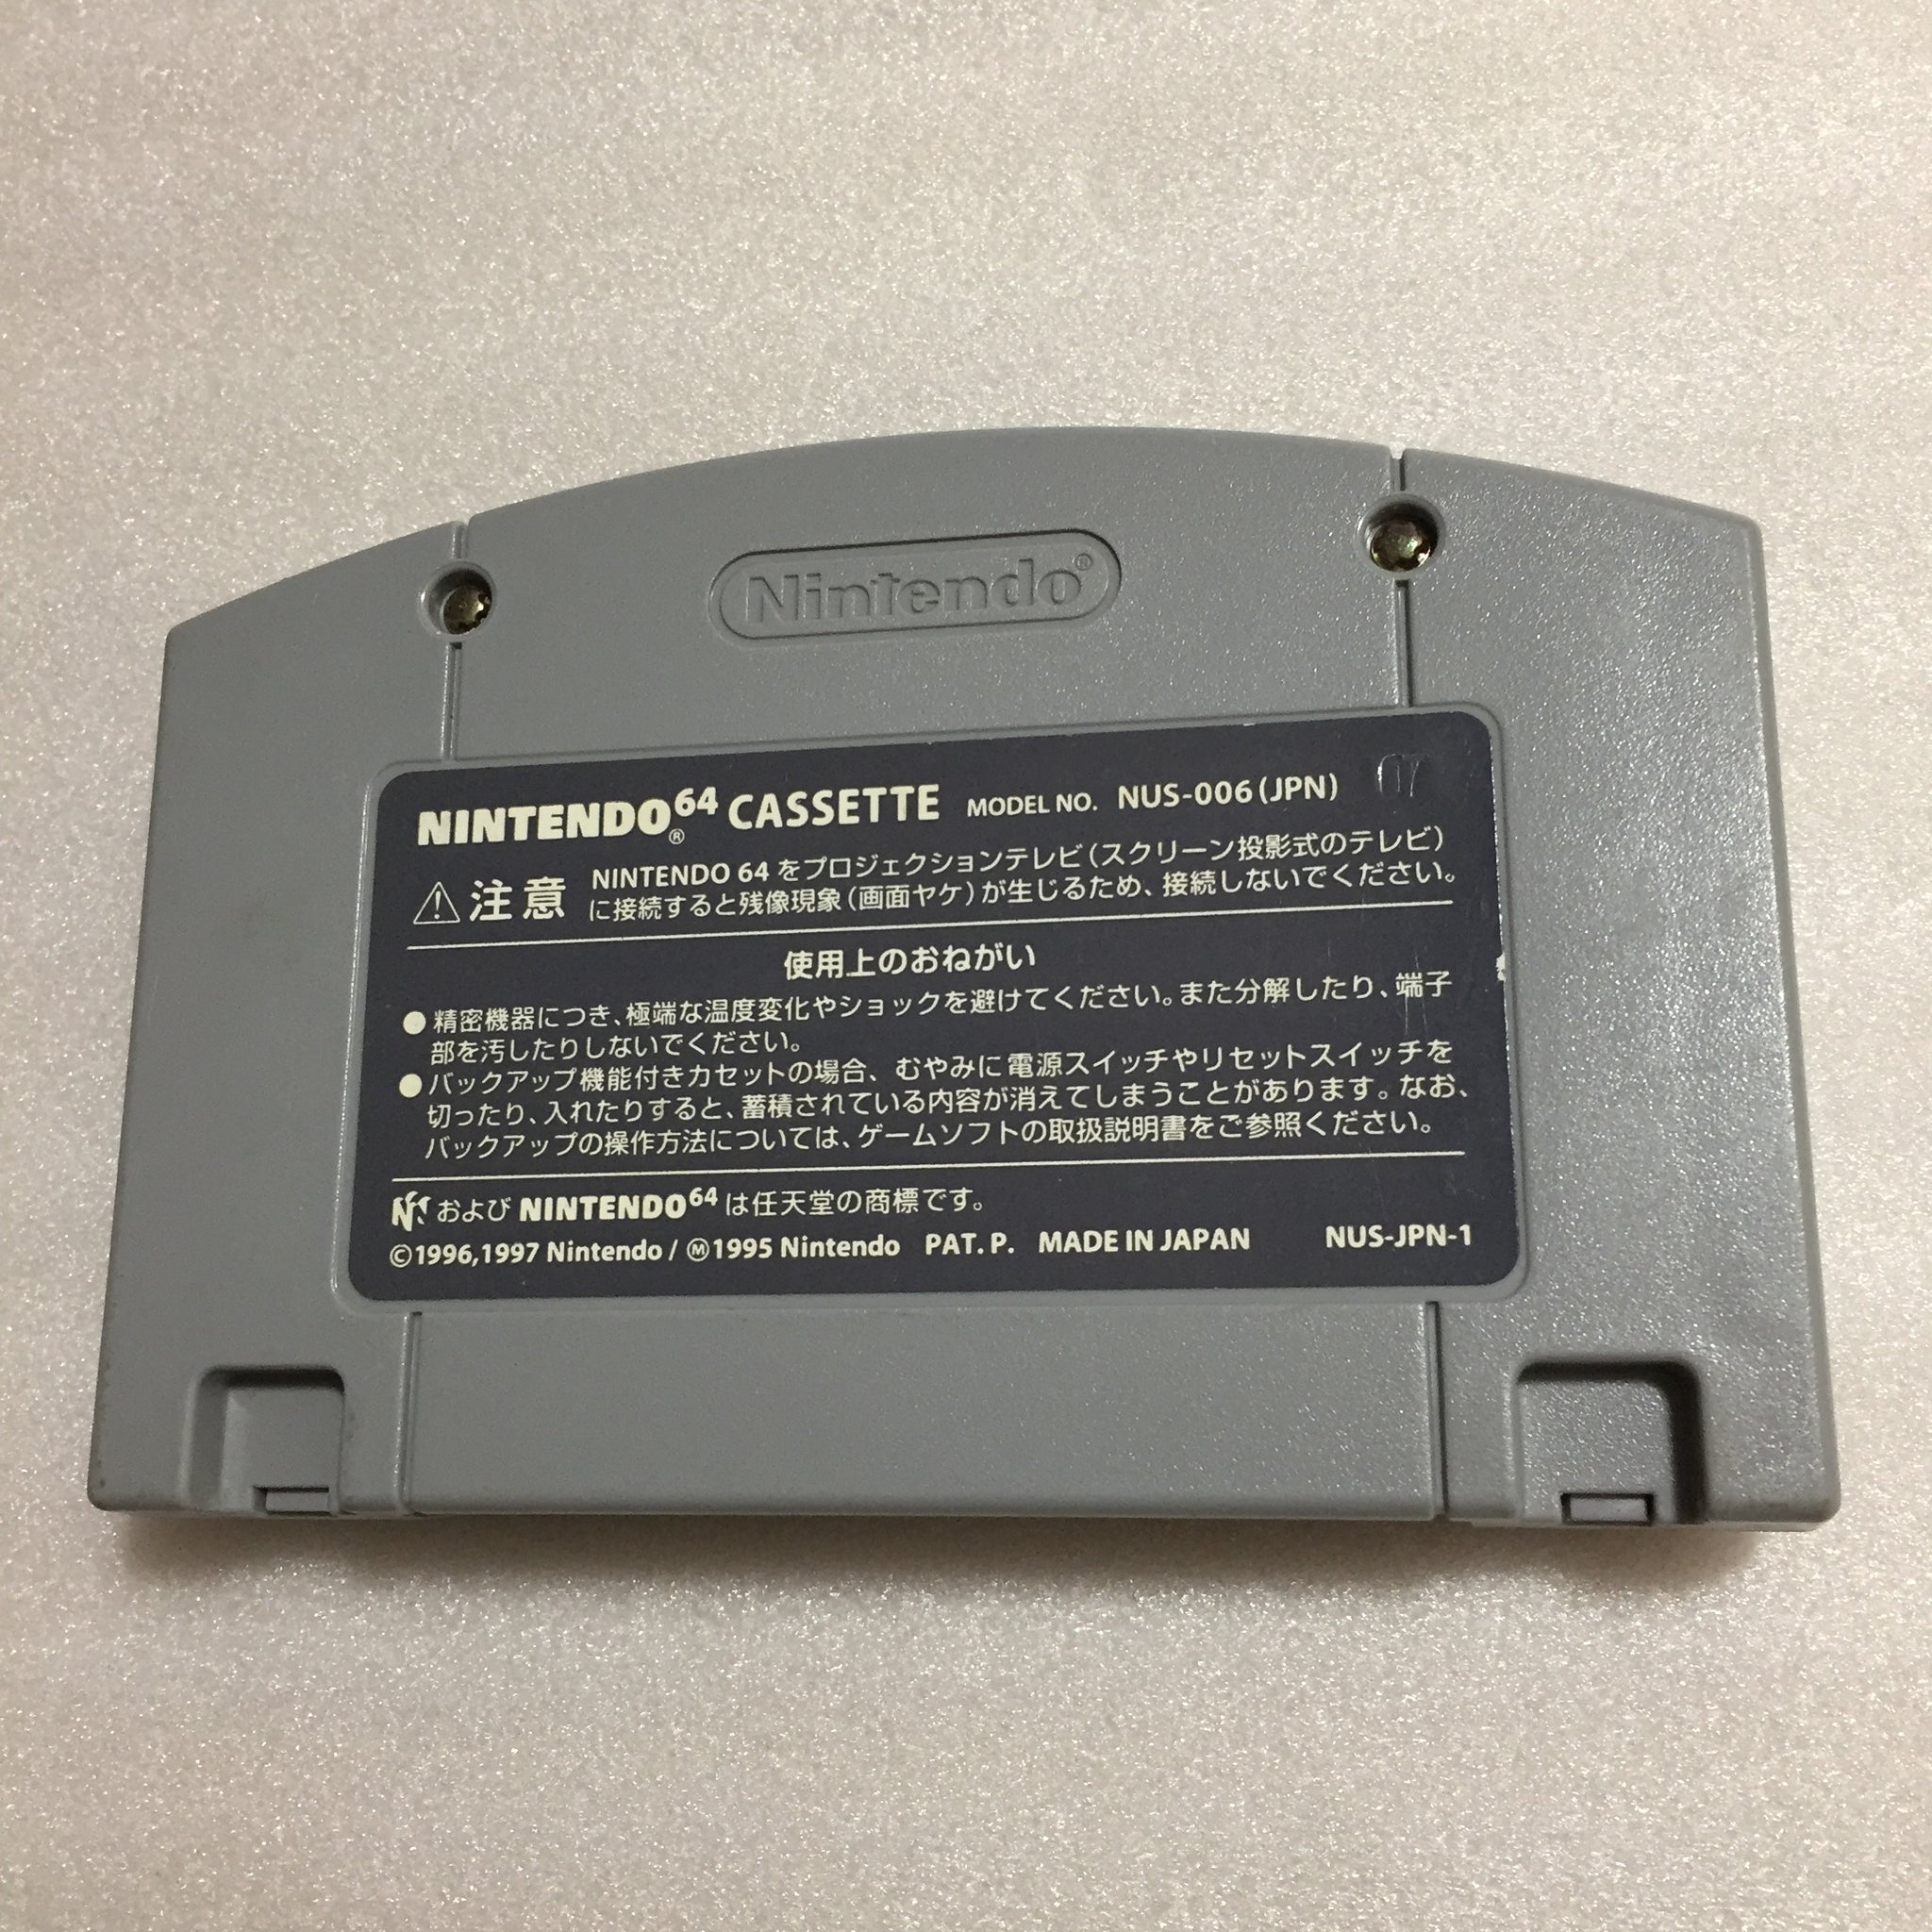 Nintendo®
NINTENDO64® CASSETTE MODEL NO. NUS-006(JPN) 07
⚠注意 NINTENDO 64 をプロジェクションテレビ(スクリーン投影式のテレビ)
に接続すると残像現象(画面ヤケ)が生じるため、接続しないでください。
使用上のおねがい
●精密機器につき、極端な温度変化やショックを避けてください。また分解したり、端子
部を汚したりしないでください。
●バックアップ機能付きカセットの場合、むやみに電源スイッチやリセットスイッチを
切ったり、入れたりすると、蓄積されている内容が消えてしまうことがあります。なお、
バックアップの操作方法については、ゲームソフトの取扱説明書をご参照ください。
および NINTENDO64 は任天堂の商標です。
©1996,1997 Nintendo / Ⓜ1995 Nintendo PAT. P. MADE IN JAPAN NUS-JPN-1